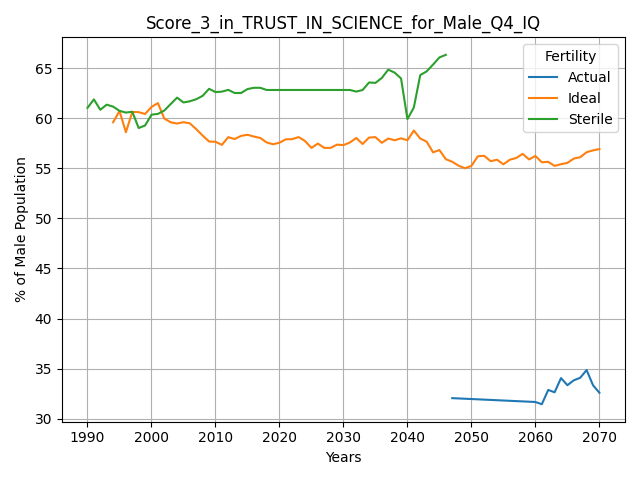 Score_3_in_TRUST_IN_SCIENCE_for_Male_Q4_IQ
% of Male Population
65
60
55
50
45
40
35
30
Fertility
Actual
Ideal
Sterile
1990 2000 2010 2020 2030 2040 2050 2060 2070
Years